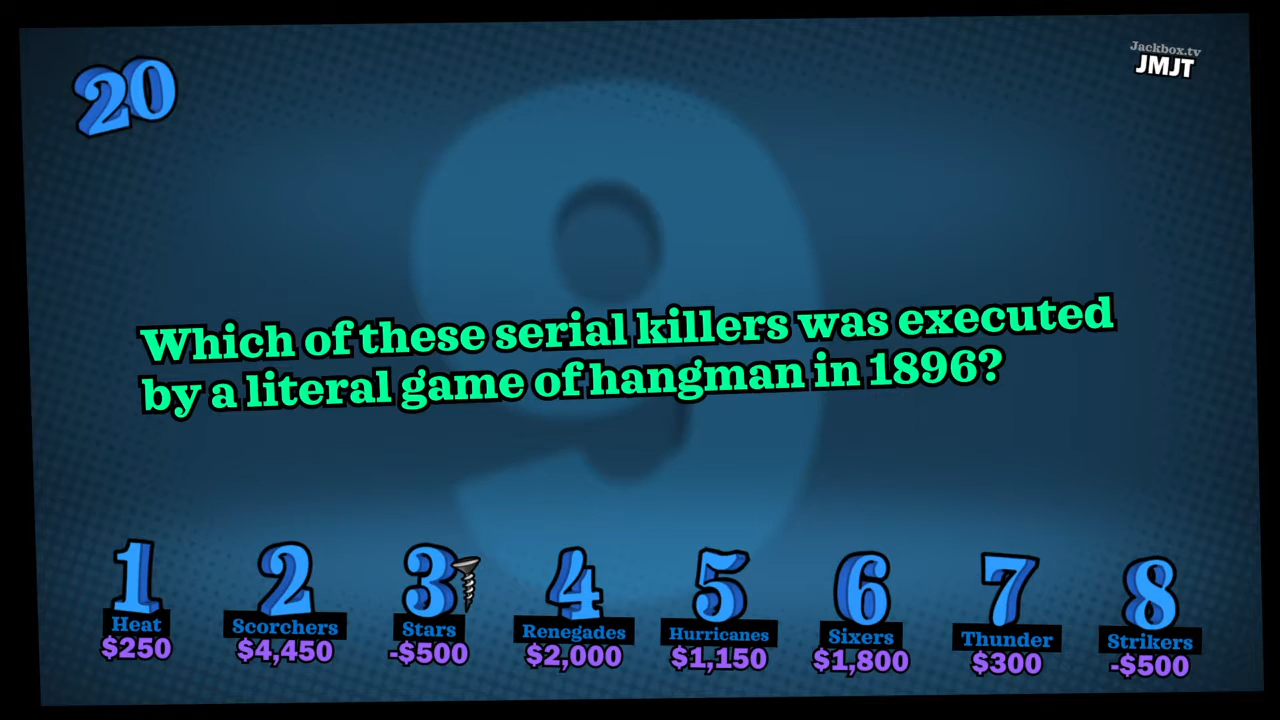 20
Jackbox.tv
JMJT
9
Which of these serial killers was executed
by a literal game of hangman in 1896?
1 2 3 4 5 6 7 8
Heat Scorchers Stars Renegades Hurricanes Sixers Thunder Strikers
$250 $4,450 -$500 $2,000 $1,150 $1,800 $300 -$500